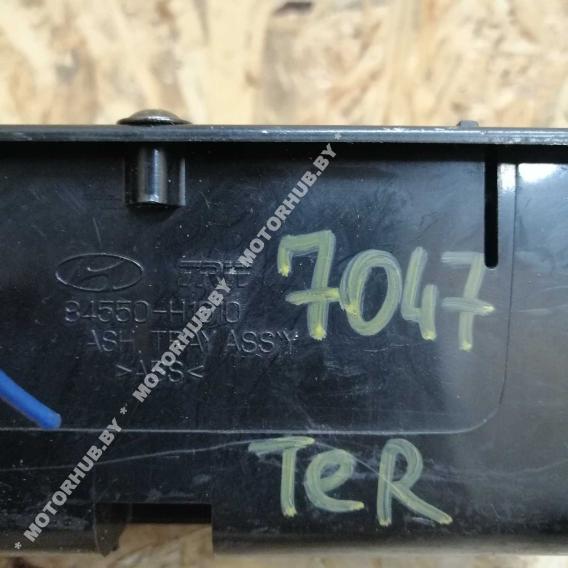 7047
84550-H1010
ASH TRAY ASS'Y
>ABS<
TeR
* MOTORHUB.BY * MOTORHUB.BY * MOTORHUB.BY *